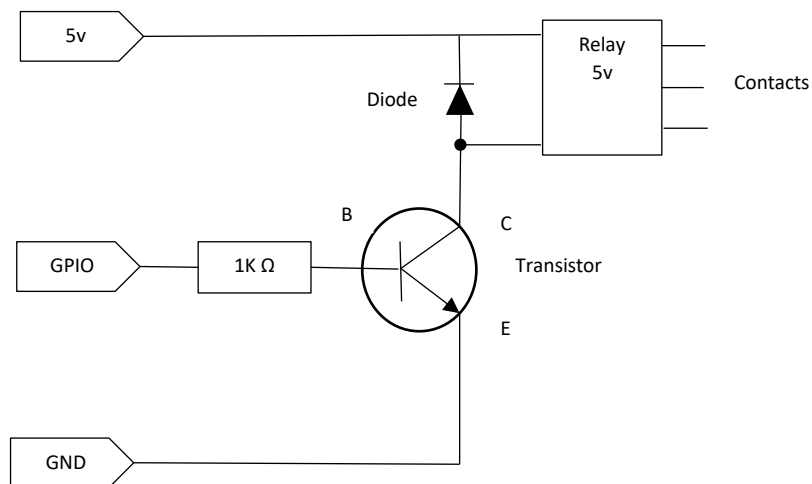 5v
Relay
5v
Diode
Contacts
B
C
GPIO
1K Ω
Transistor
E
GND